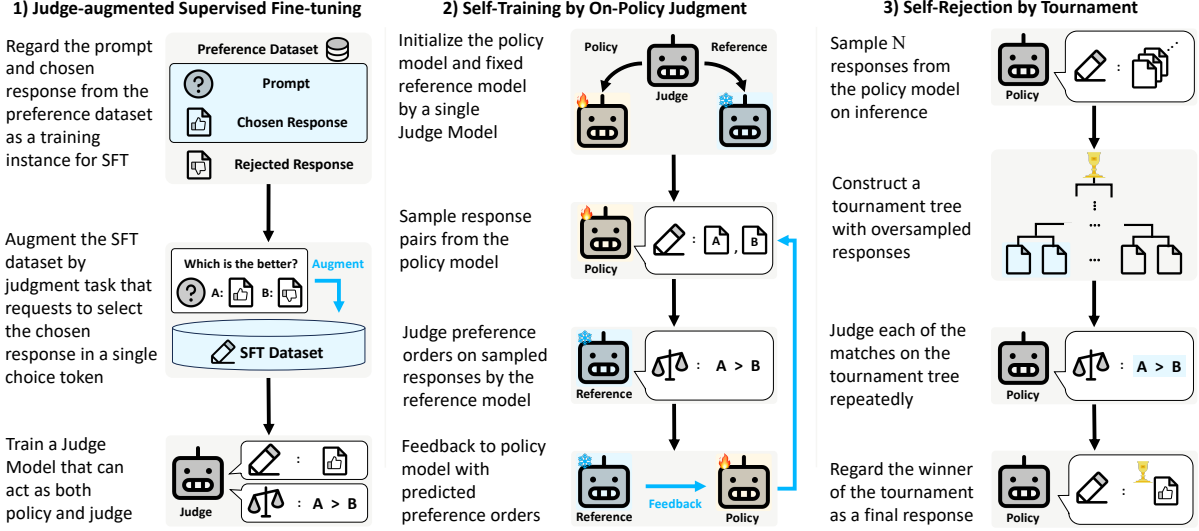 1) Judge-augmented Supervised Fine-tuning
Regard the prompt
and chosen
response from the
preference dataset
as a training
instance for SFT
Preference Dataset
Prompt
Chosen Response
Rejected Response
Augment the SFT
dataset by
judgment task that
requests to select
the chosen
response in a single
choice token
Which is the better?
A:
B:
Augment
SFT Dataset
Train a Judge
Model that can
act as both
policy and judge
Judge
:
: A > B
2) Self-Training by On-Policy Judgment
Initialize the policy
model and fixed
reference model
by a single
Judge Model
Policy
Reference
Judge
Sample response
pairs from the
policy model
Policy
: A , B
Judge preference
orders on sampled
responses by the
reference model
Reference
: A > B
Feedback to policy
model with
predicted
preference orders
Reference
Feedback
Policy
3) Self-Rejection by Tournament
Sample N
responses from
the policy model
on inference
Policy
:
Construct a
tournament tree
with oversampled
responses
Judge each of the
matches on the
tournament tree
repeatedly
Policy
: A > B
Regard the winner
of the tournament
as a final response
Policy
: